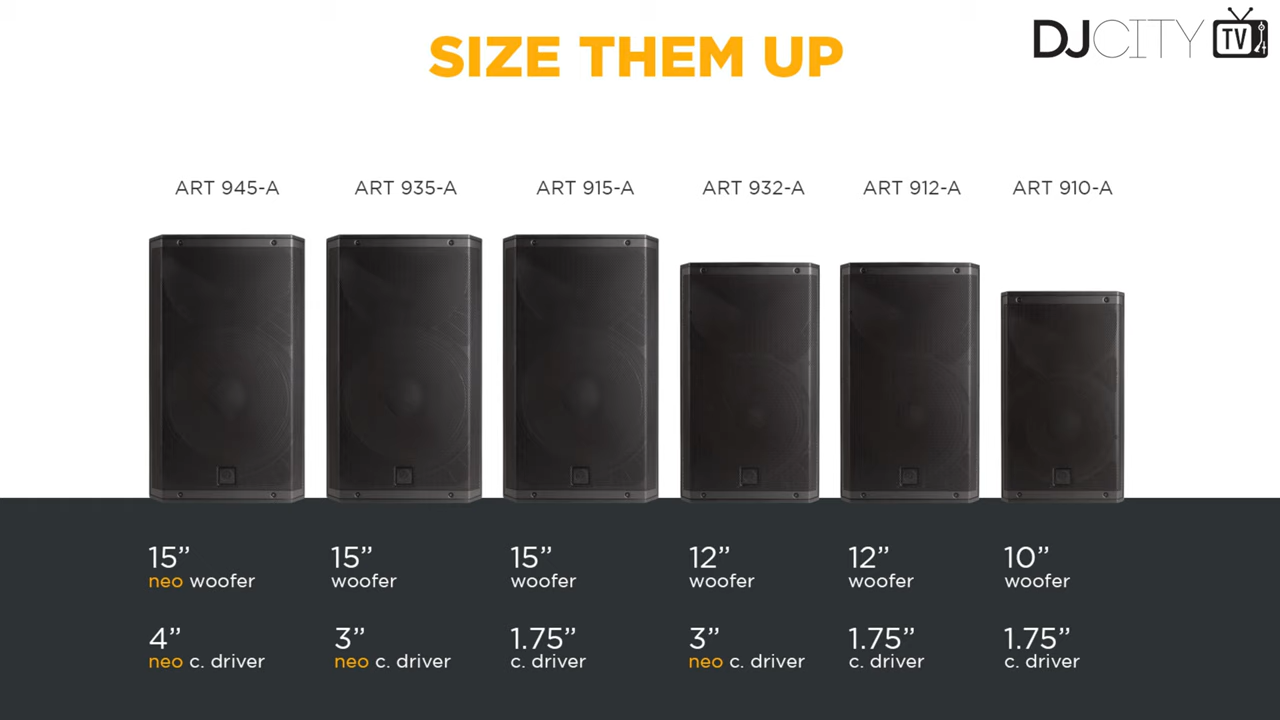 SIZE THEM UP
DJCITY TV
ART 945-A ART 935-A ART 915-A ART 932-A ART 912-A ART 910-A
15” 15” 15” 12” 12” 10”
neo woofer woofer woofer woofer woofer woofer
4” 3” 1.75” 3” 1.75” 1.75”
neo c. driver neo c. driver c. driver neo c. driver c. driver c. driver